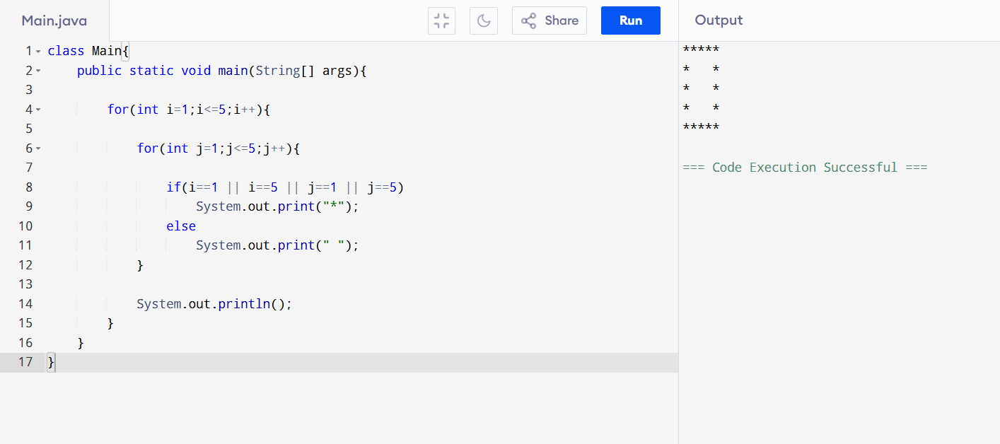 Main.java
Share
Run
Output
1 class Main{
2     public static void main(String[] args){
3
4         for(int i=1;i<=5;i++){
5
6             for(int j=1;j<=5;j++){
7
8                 if(i==1 || i==5 || j==1 || j==5)
9                     System.out.print("*");
10                 else
11                     System.out.print(" ");
12             }
13
14             System.out.println();
15         }
16     }
17 }
*****
*   *
*   *
*   *
*****
=== Code Execution Successful ===